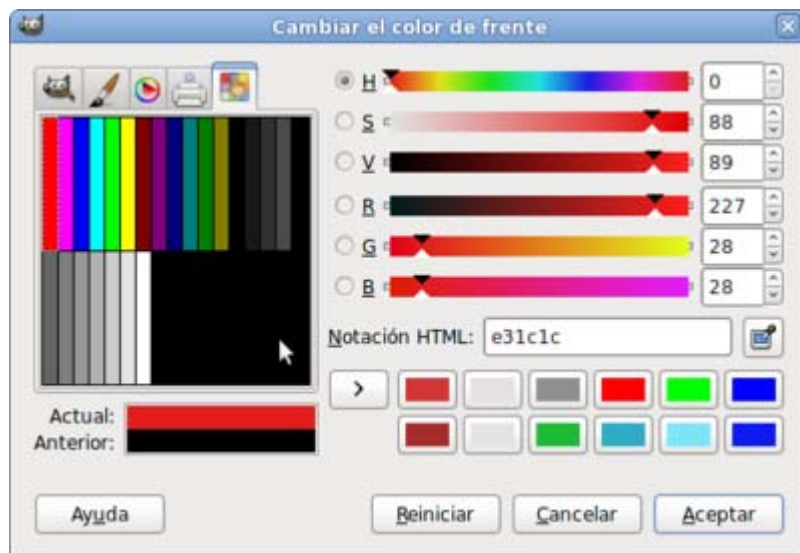 Cambiar el color de frente
H 0
S 88
V 89
R 227
G 28
B 28
Notación HTML: e31c1c
>
Actual:
Anterior:
Ayuda Reiniciar Cancelar Aceptar